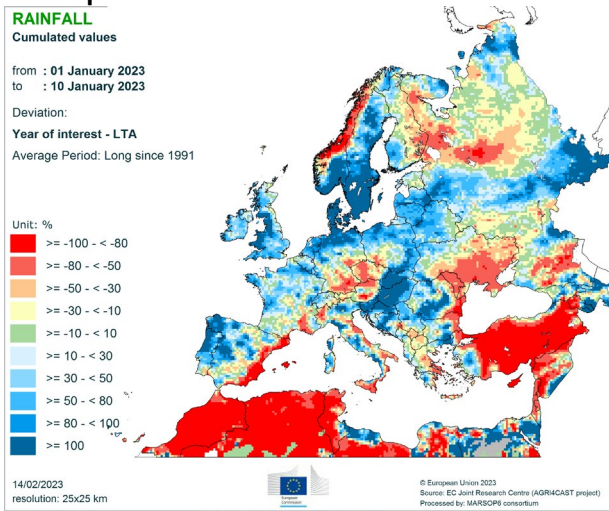 RAINFALL
Cumulated values
from : 01 January 2023
to : 10 January 2023
Deviation:
Year of interest - LTA
Average Period: Long since 1991
Unit: %
>= -100 - < -80
>= -80 - < -50
>= -50 - < -30
>= -30 - < -10
>= -10 - < 10
>= 10 - < 30
>= 30 - < 50
>= 50 - < 80
>= 80 - < 100
>= 100
14/02/2023
resolution: 25x25 km
European
Commission
© European Union 2023
Source: EC Joint Research Centre (AGRI4CAST project)
Processed by: MARSOP6 consortium